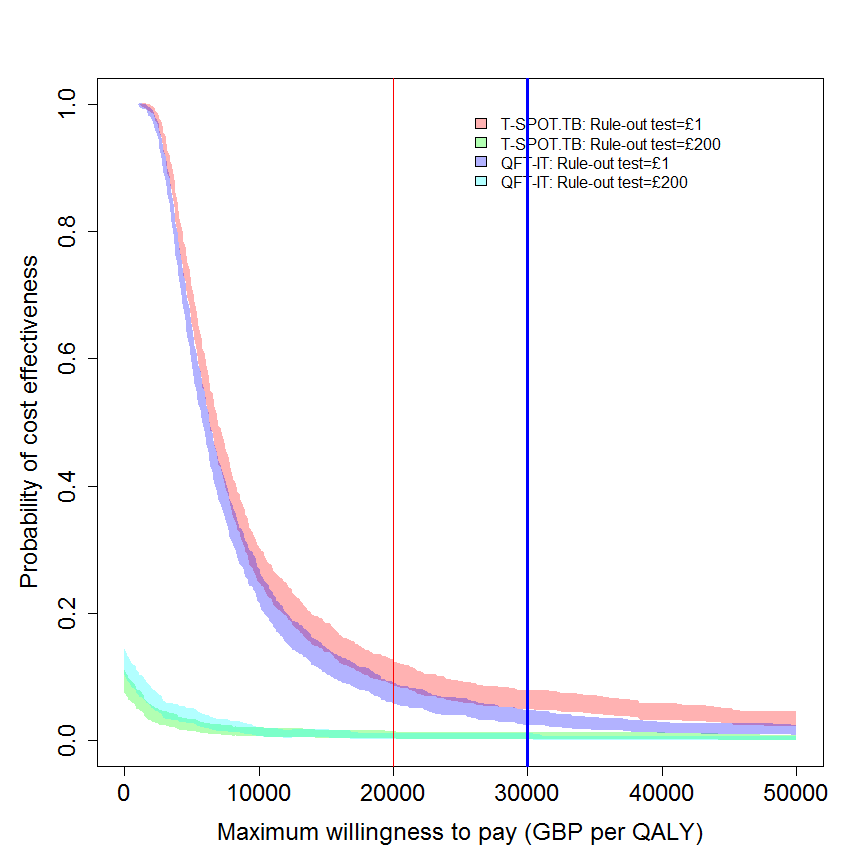 T-SPOT.TB: Rule-out test=£1
T-SPOT.TB: Rule-out test=£200
QFT-IT: Rule-out test=£1
QFT-IT: Rule-out test=£200
Probability of cost effectiveness
1.0
0.8
0.6
0.4
0.2
0.0
0 10000 20000 30000 40000 50000
Maximum willingness to pay (GBP per QALY)